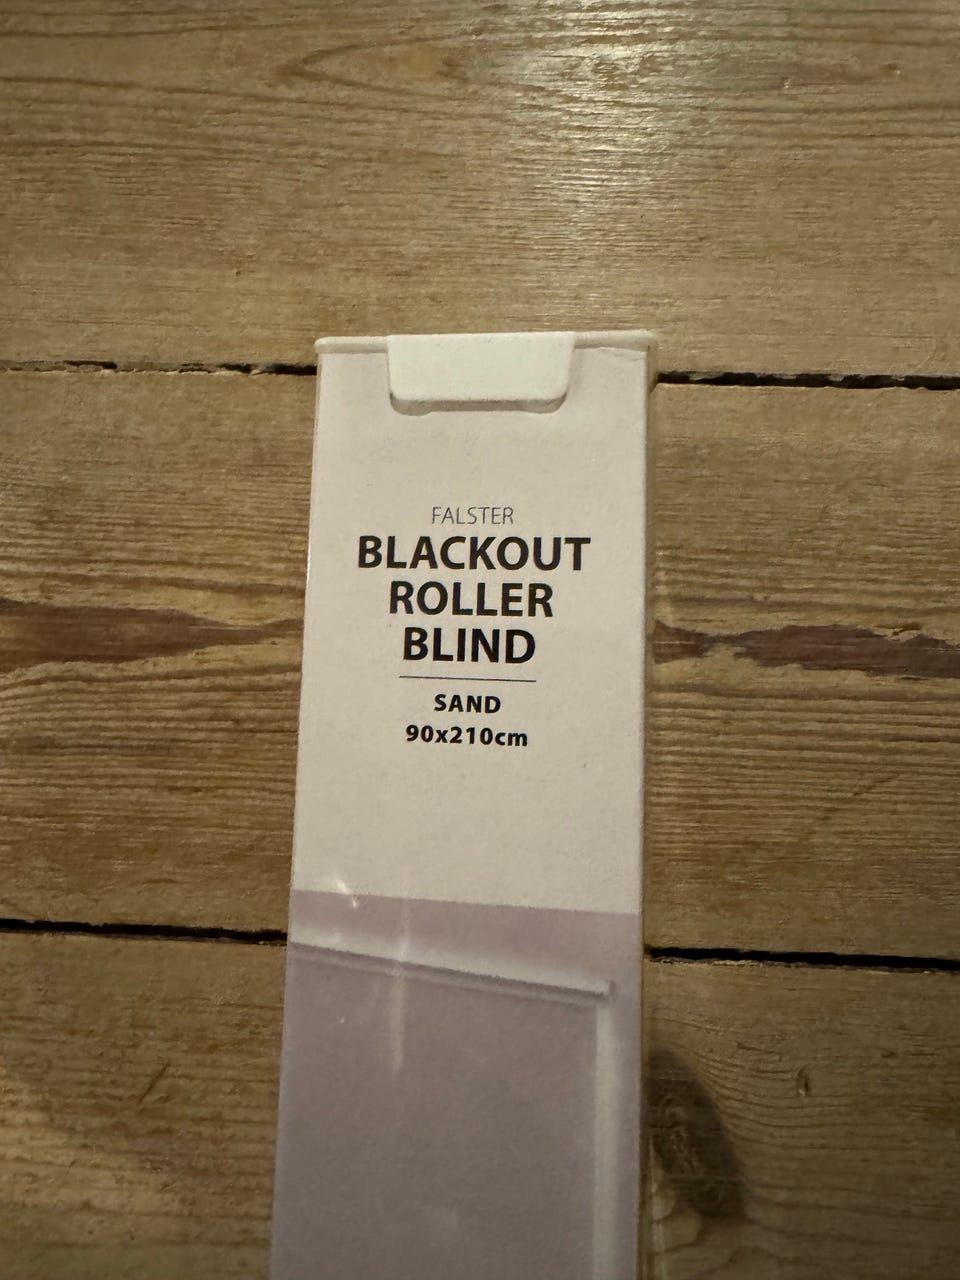 FALSTER
BLACKOUT
ROLLER
BLIND
SAND
90x210cm